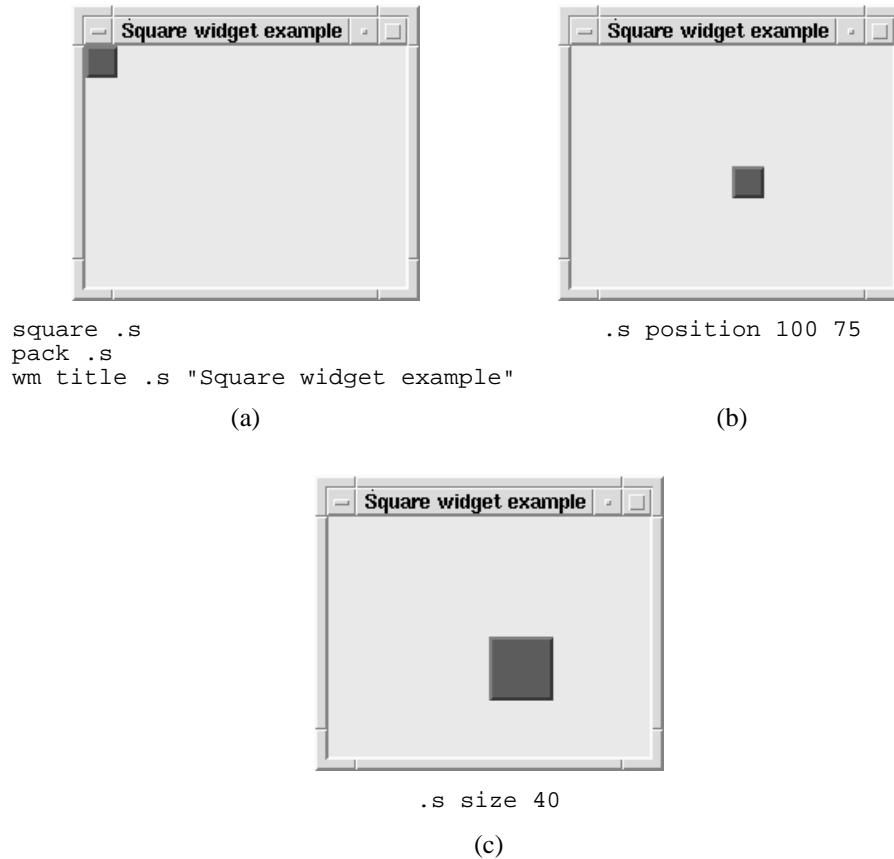 Square widget example
Square widget example
square .s
pack .s
wm title .s "Square widget example"
.s position 100 75
(a)
(b)
Square widget example
.s size 40
(c)